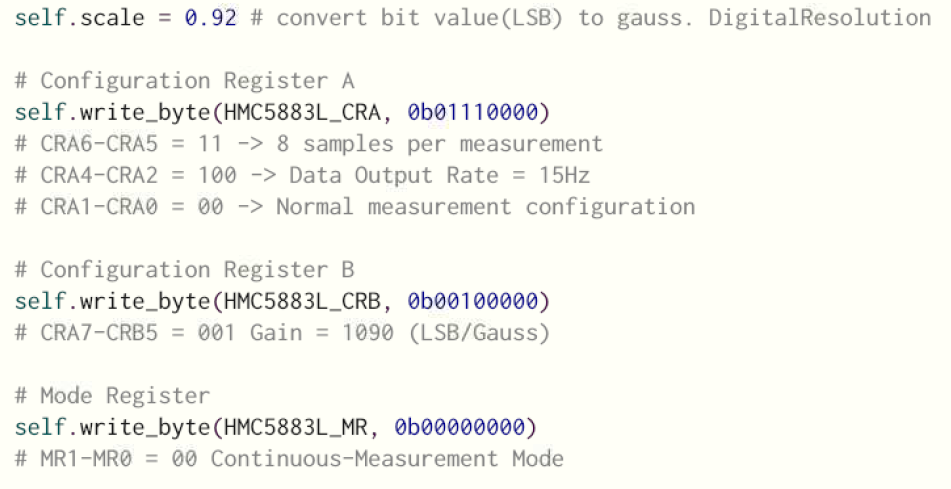 self.scale = 0.92 # convert bit value(LSB) to gauss. DigitalResolution
# Configuration Register A
self.write_byte(HMC5883L_CRA, 0b01110000)
# CRA6-CRA5 = 11 -> 8 samples per measurement
# CRA4-CRA2 = 100 -> Data Output Rate = 15Hz
# CRA1-CRA0 = 00 -> Normal measurement configuration
# Configuration Register B
self.write_byte(HMC5883L_CRB, 0b00100000)
# CRA7-CRB5 = 001 Gain = 1090 (LSB/Gauss)
# Mode Register
self.write_byte(HMC5883L_MR, 0b00000000)
# MR1-MR0 = 00 Continuous-Measurement Mode